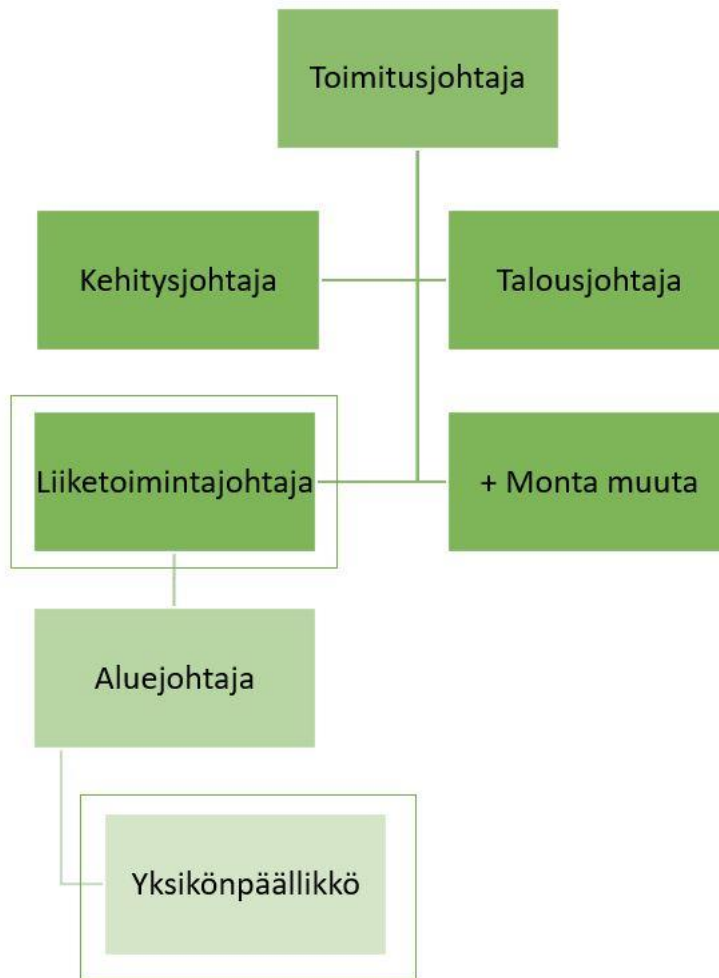 Toimitusjohtaja
Kehitysjohtaja
Talousjohtaja
Liiketoimintajohtaja
+ Monta muuta
Aluejohtaja
Yksikönpäällikkö